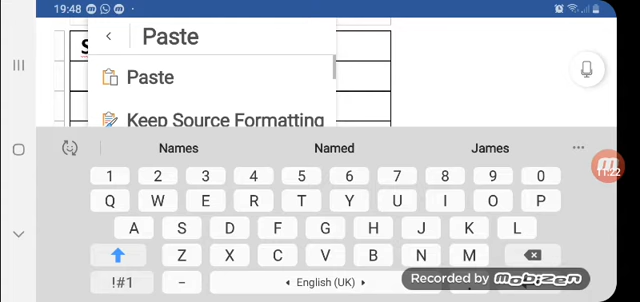 19:48
S
Paste
Paste
Keep Source Formatting
Names Named James
1 2 3 4 5 6 7 8 9 0
Q W E R T Y U I O P
11:22
A S D F G H J K L
Z X C V B N M
!#1 English (UK)
Recorded by MOBIZEN